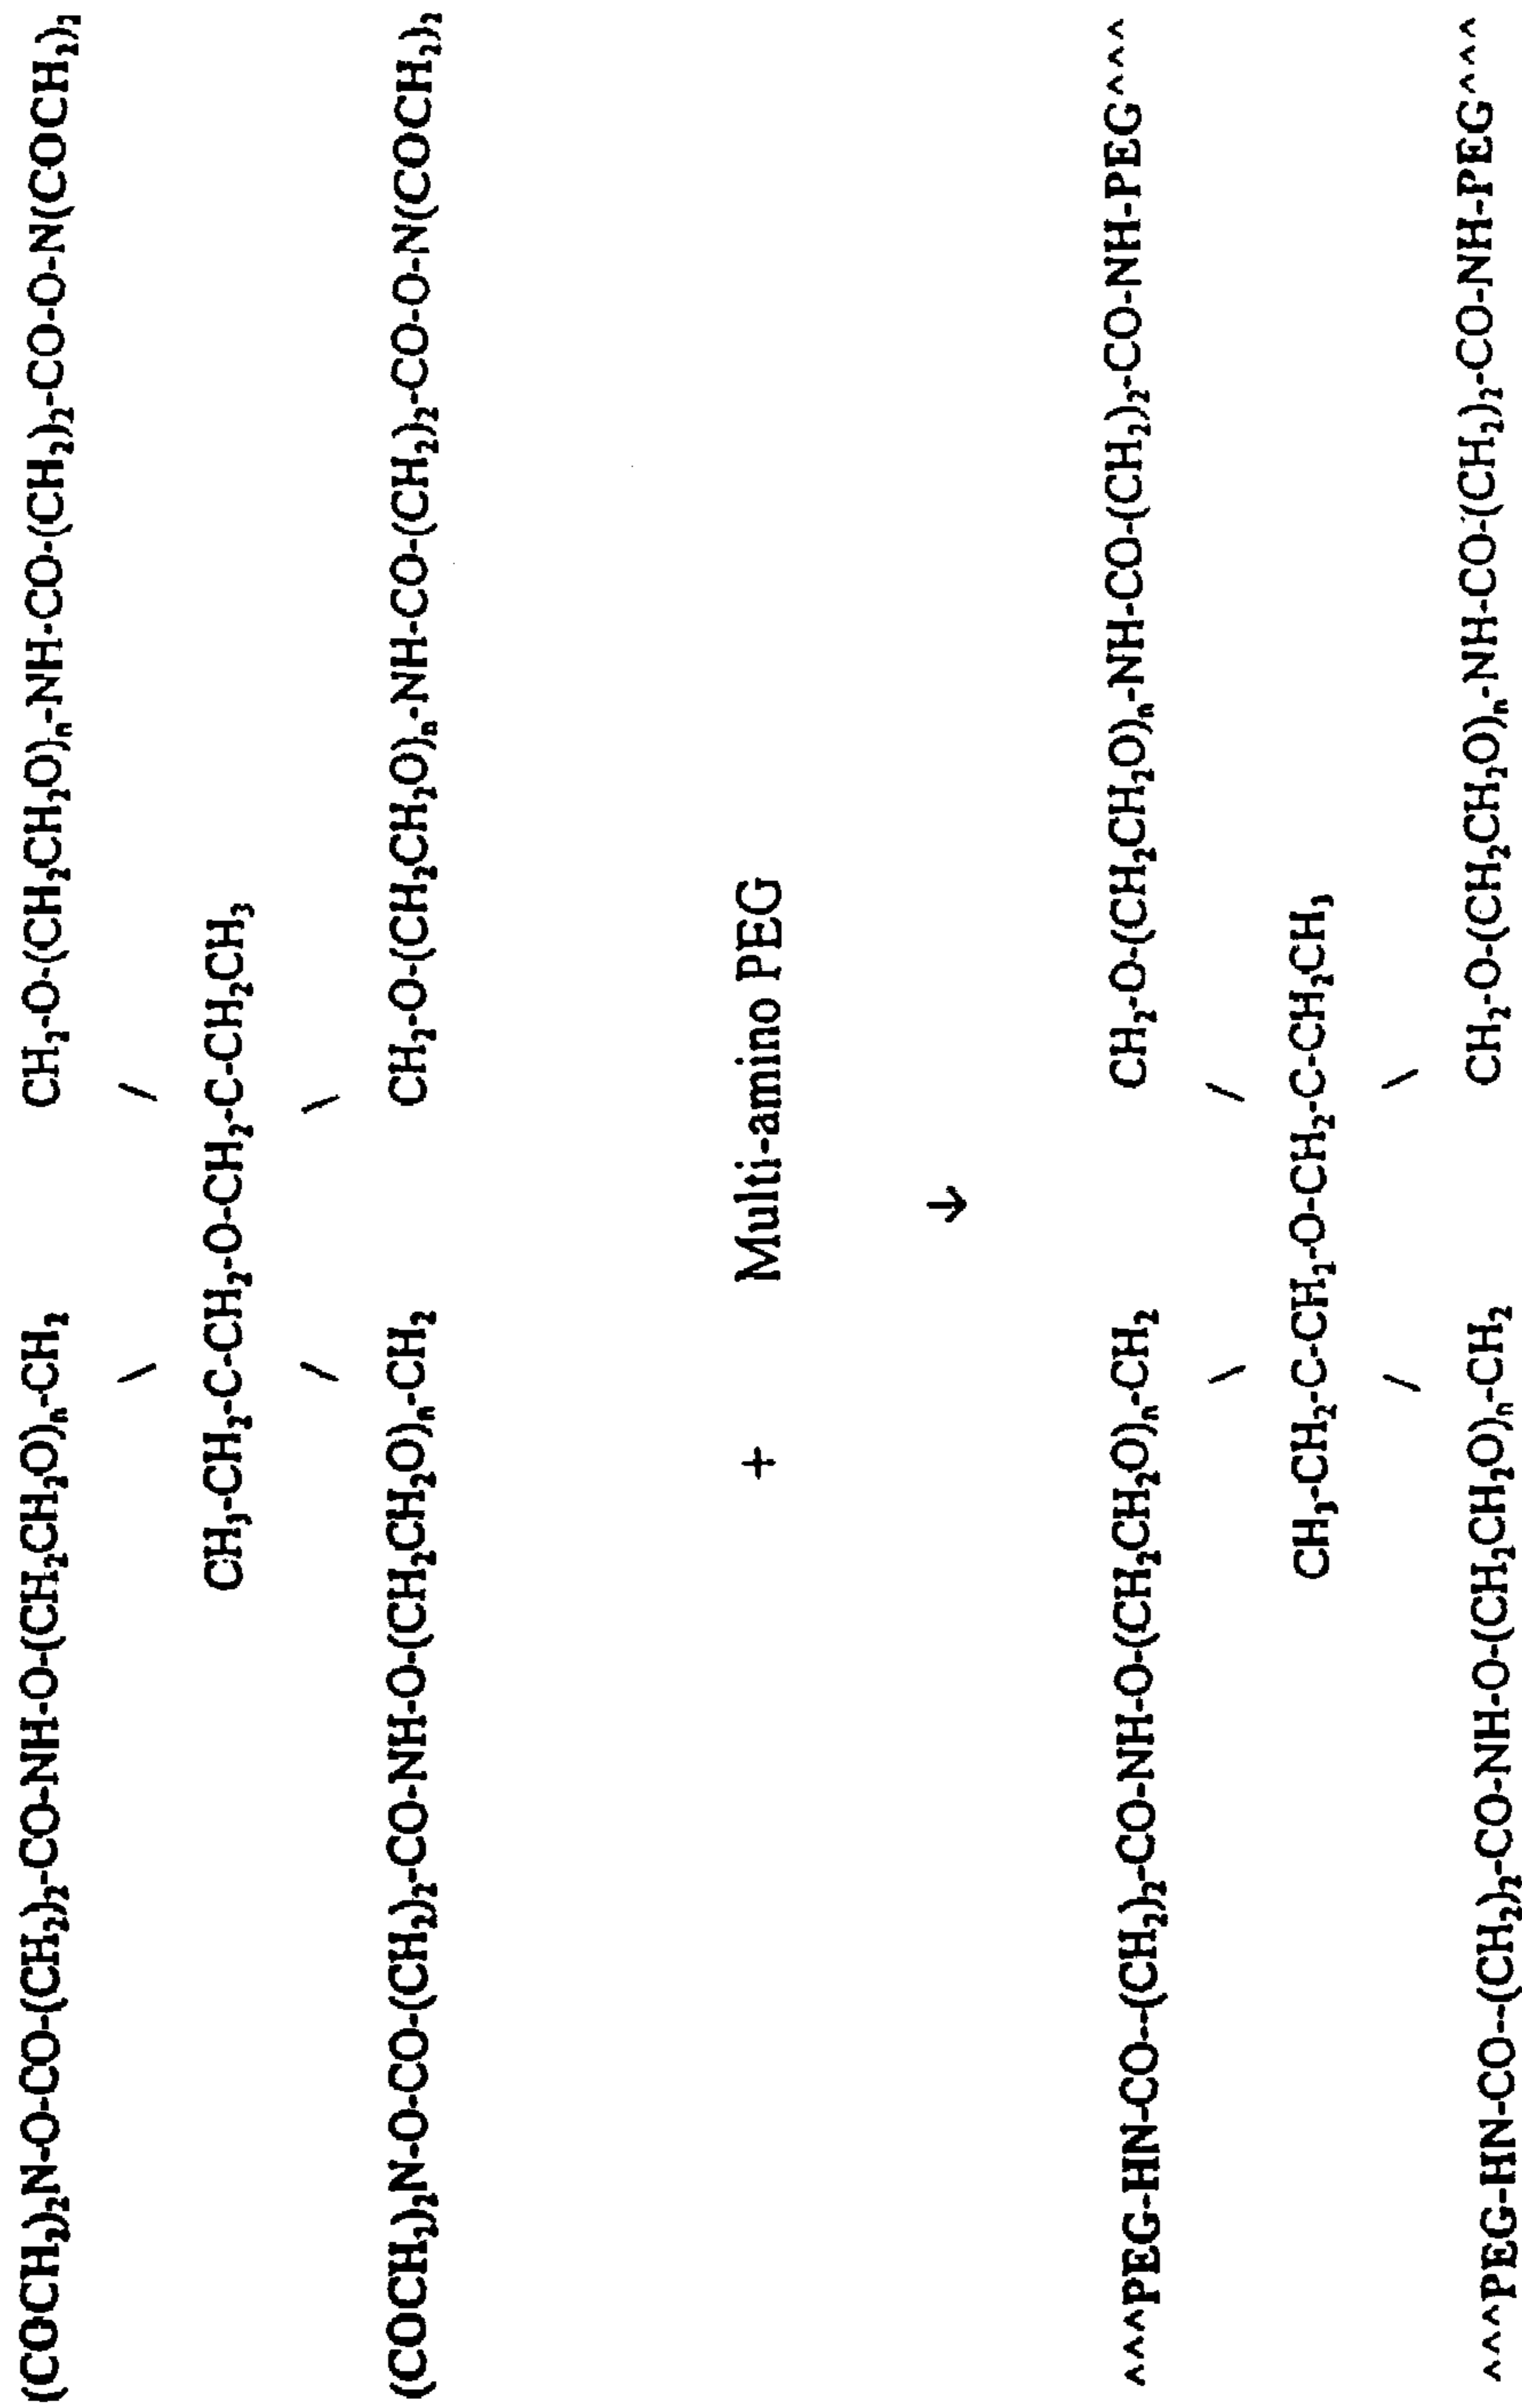 (COCH₂)₂N-O-CO-(CH₂)₂-CO-NH-O-(CH₂CH₂O)ₙ-CH₂ CH₂-O-(CH₂CH₂O)ₙ-NH-CO-(CH₂)₂-CO-O-N(COCH₂)₂
\ /
CH₃-CH₂-C-CH₂-O-CH₂-C-CH₂CH₃
/ \
(COCH₂)₂N-O-CO-(CH₂)₂-CO-NH-O-(CH₂CH₂O)ₙ-CH₂ CH₂-O-(CH₂CH₂O)ₙ-NH-CO-(CH₂)₂-CO-O-N(COCH₂)₂
+ Multi-amino PEG
↓
^^^PEG-HN-CO--(CH₂)₂-CO-NH-O-(CH₂CH₂O)ₙ-CH₂ CH₂-O-(CH₂CH₂O)ₙ-NH-CO-(CH₂)₂-CO-NH-PEG^^^
\ /
CH₃-CH₂-C-CH₂-O-CH₂-C-CH₂CH₃
/ \
^^^PEG-HN-CO--(CH₂)₂-CO-NH-O-(CH₂CH₂O)ₙ-CH₂ CH₂-O-(CH₂CH₂O)ₙ-NH-CO-(CH₂)₂-CO-NH-PEG^^^